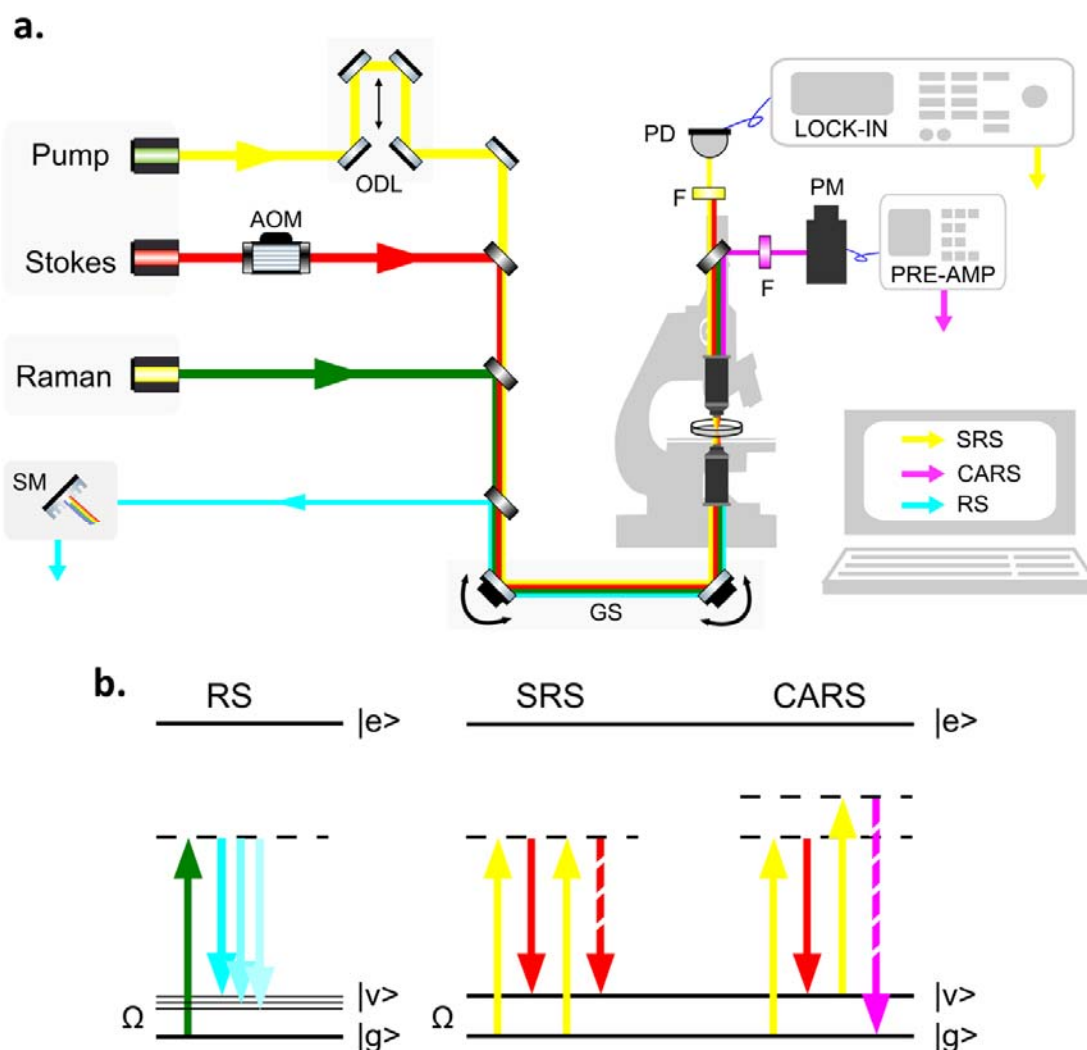 a.
Pump
ODL
AOM
Stokes
Raman
SM
GS
PD
F
LOCK-IN
PM
F
PRE-AMP
SRS
CARS
RS
b.
RS
SRS
CARS
|e>
|e>
Ω
|v>
|g>
Ω
|v>
|g>